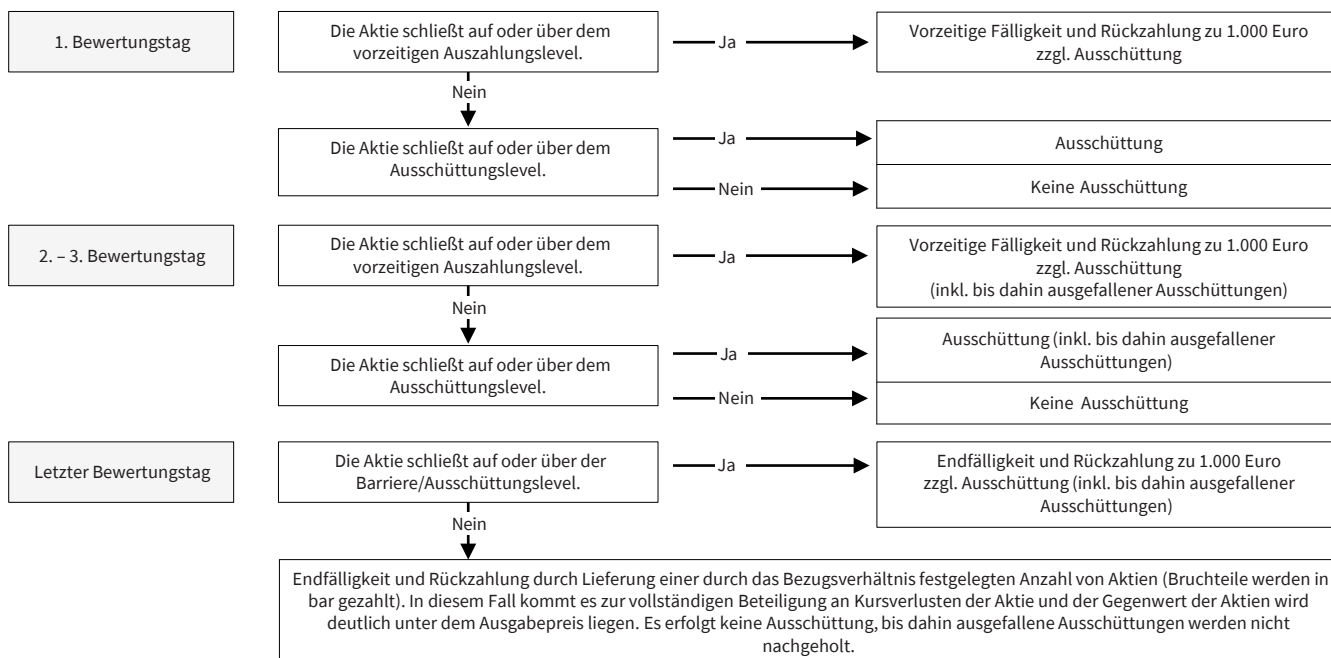 1. Bewertungstag
Die Aktie schließt auf oder über dem
vorzeitigen Auszahlungslevel.
Ja
Vorzeitige Fälligkeit und Rückzahlung zu 1.000 Euro
zzgl. Ausschüttung
Nein
Die Aktie schließt auf oder über dem
Ausschüttungslevel.
Ja
Ausschüttung
Nein
Keine Ausschüttung
2. – 3. Bewertungstag
Die Aktie schließt auf oder über dem
vorzeitigen Auszahlungslevel.
Ja
Vorzeitige Fälligkeit und Rückzahlung zu 1.000 Euro
zzgl. Ausschüttung
(inkl. bis dahin ausgefallener Ausschüttungen)
Nein
Die Aktie schließt auf oder über dem
Ausschüttungslevel.
Ja
Ausschüttung (inkl. bis dahin ausgefallener
Ausschüttungen)
Nein
Keine Ausschüttung
Letzter Bewertungstag
Die Aktie schließt auf oder über der
Barriere/Ausschüttungslevel.
Ja
Endfälligkeit und Rückzahlung zu 1.000 Euro
zzgl. Ausschüttung (inkl. bis dahin ausgefallener
Ausschüttungen)
Nein
Endfälligkeit und Rückzahlung durch Lieferung einer durch das Bezugsverhältnis festgelegten Anzahl von Aktien (Bruchteile werden in
bar gezahlt). In diesem Fall kommt es zur vollständigen Beteiligung an Kursverlusten der Aktie und der Gegenwert der Aktien wird
deutlich unter dem Ausgabepreis liegen. Es erfolgt keine Ausschüttung, bis dahin ausgefallene Ausschüttungen werden nicht
nachgeholt.